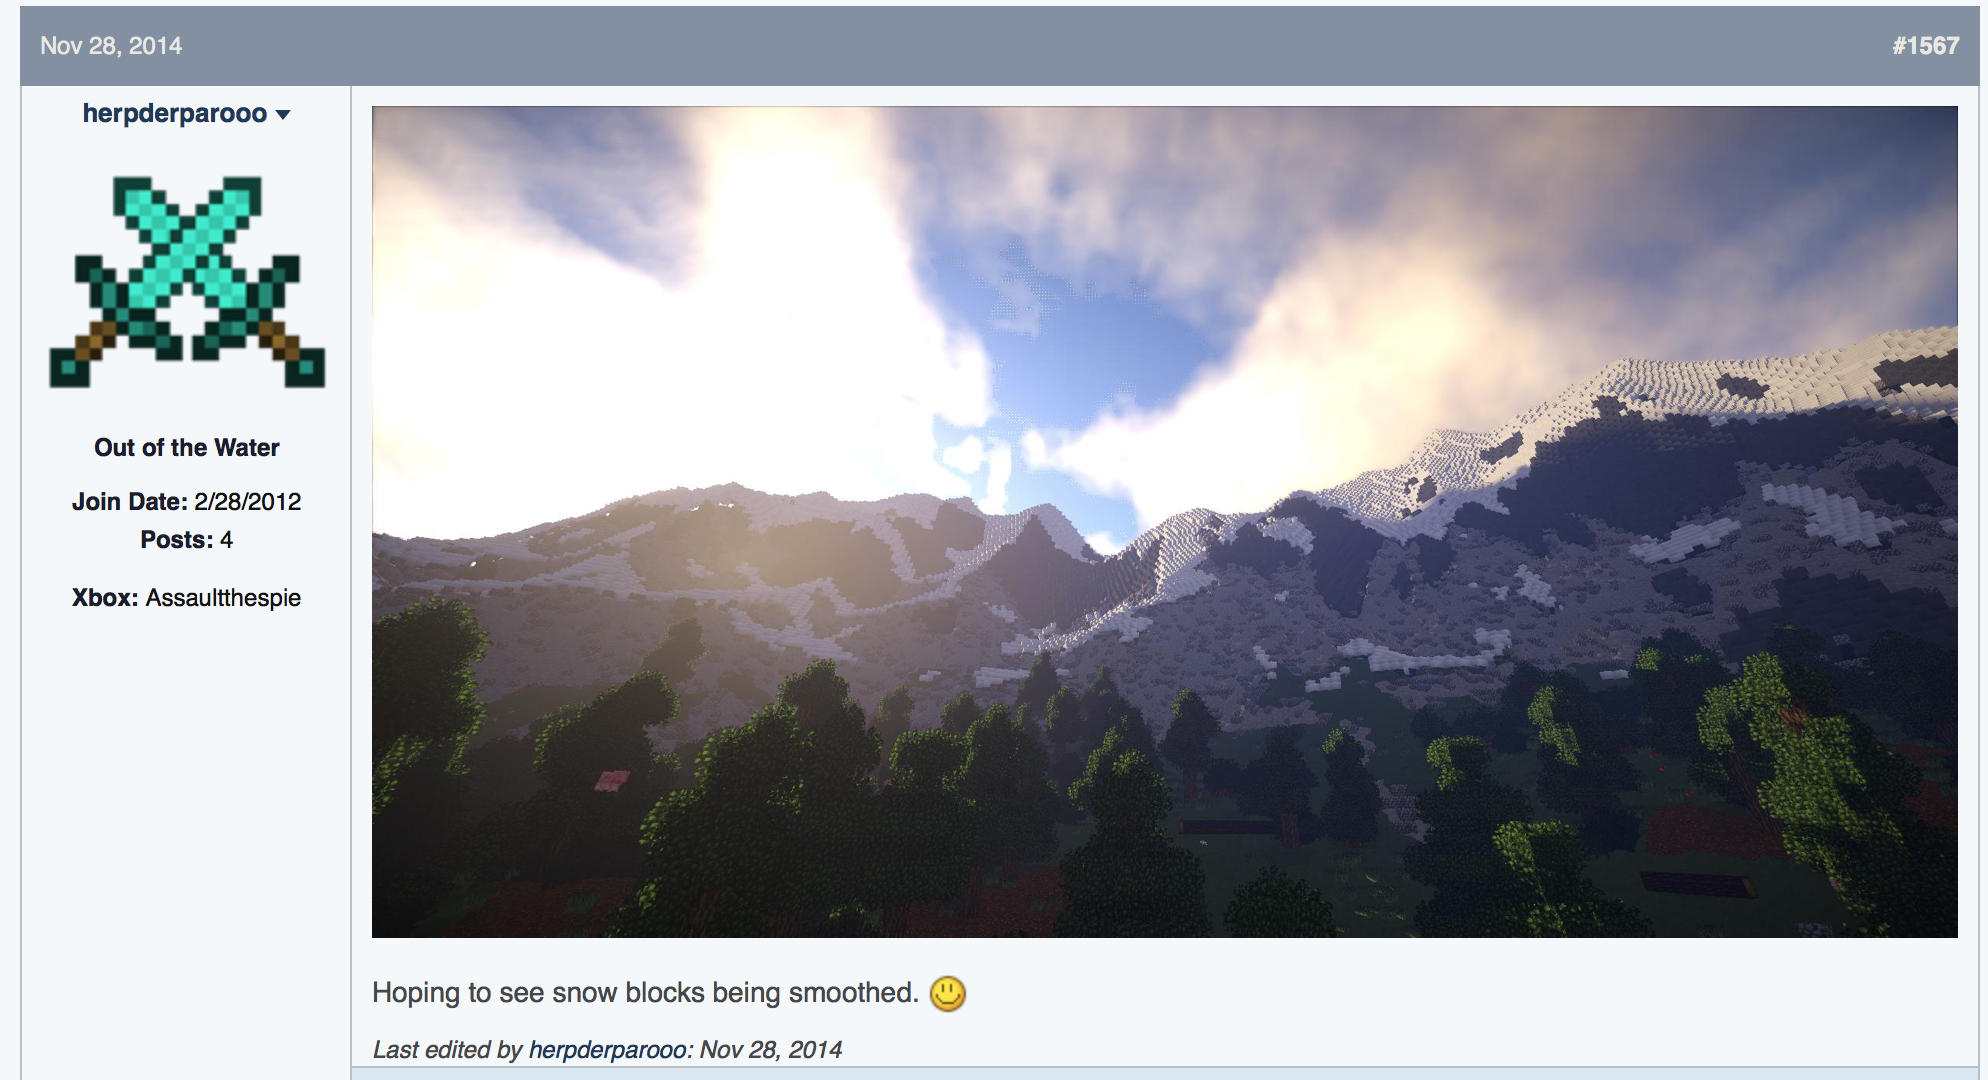 Nov 28, 2014
#1567
herpderparooo
Out of the Water
Join Date: 2/28/2012
Posts: 4
Xbox: Assaultthespie
Hoping to see snow blocks being smoothed.
Last edited by herpderparooo: Nov 28, 2014